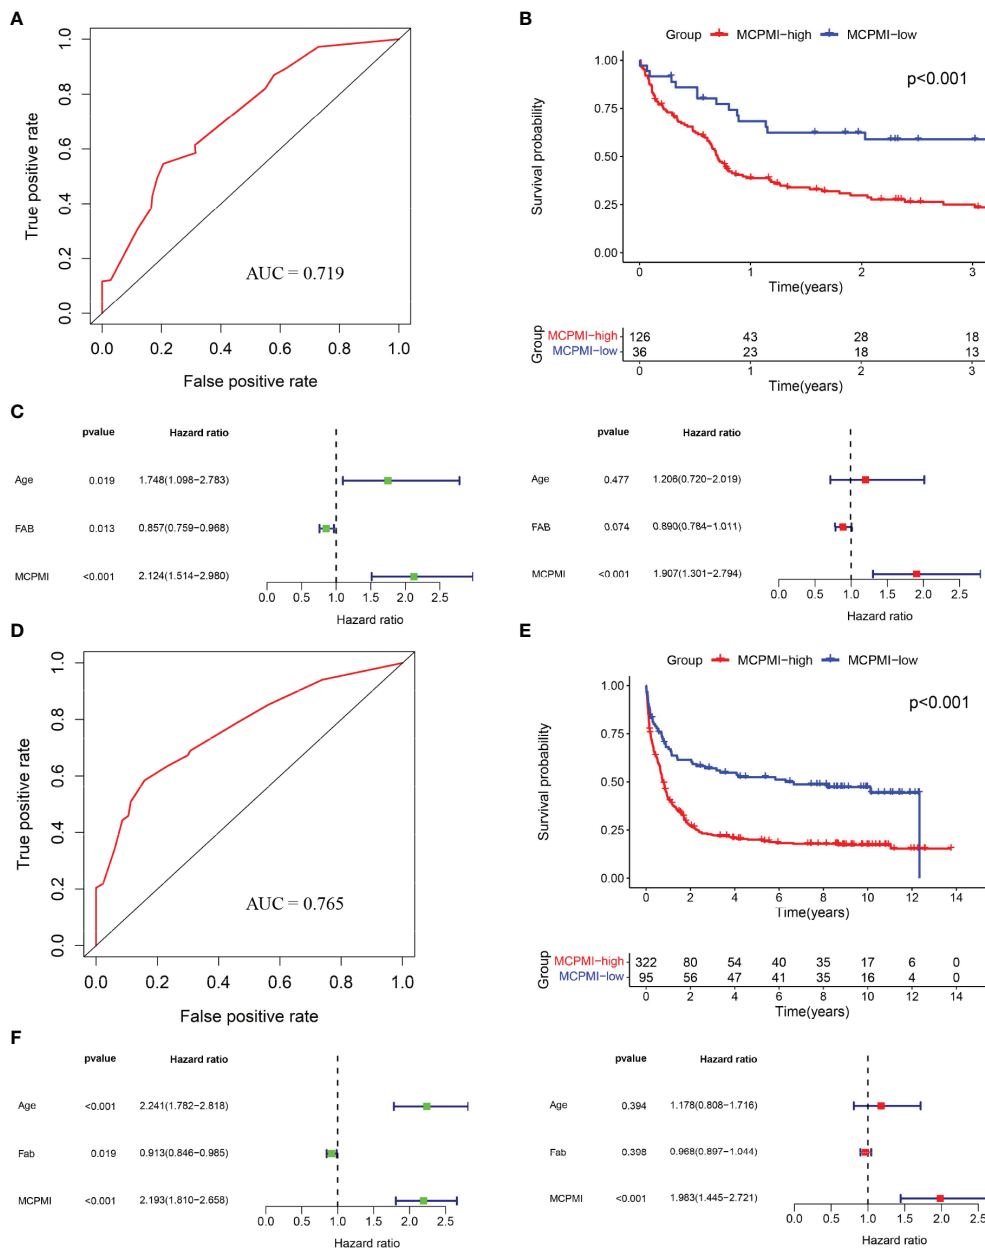 A
1.0
0.8
0.6
0.4
0.2
0.0
True positive rate
AUC = 0.719
0.0 0.2 0.4 0.6 0.8 1.0
False positive rate
B
Group MCPMI−high MCPMI−low
p<0.001
1.00
0.75
0.50
0.25
0.00
Survival probability
0 1 2 3
Time(years)
Group
MCPMI−high 126 43 28 18
MCPMI−low 36 23 18 13
0 1 2 3
Time(years)
C
pvalue Hazard ratio
Age 0.019 1.748(1.098−2.783)
FAB 0.013 0.857(0.759−0.968)
MCPMI <0.001 2.124(1.514−2.980)
0.0 0.5 1.0 1.5 2.0 2.5
Hazard ratio
pvalue Hazard ratio
Age 0.477 1.206(0.720−2.019)
FAB 0.074 0.890(0.784−1.011)
MCPMI <0.001 1.907(1.301−2.794)
0.0 0.5 1.0 1.5 2.0 2.5
Hazard ratio
D
1.0
0.8
0.6
0.4
0.2
0.0
True positive rate
AUC = 0.765
0.0 0.2 0.4 0.6 0.8 1.0
False positive rate
E
Group MCPMI−high MCPMI−low
p<0.001
1.00
0.75
0.50
0.25
0.00
Survival probability
0 2 4 6 8 10 12 14
Time(years)
Group
MCPMI−high 322 80 54 40 35 17 6 0
MCPMI−low 95 56 47 41 35 16 4 0
0 2 4 6 8 10 12 14
Time(years)
F
pvalue Hazard ratio
Age <0.001 2.241(1.782−2.818)
Fab 0.019 0.913(0.846−0.985)
MCPMI <0.001 2.193(1.810−2.658)
0.0 0.5 1.0 1.5 2.0 2.5
Hazard ratio
pvalue Hazard ratio
Age 0.394 1.178(0.808−1.716)
Fab 0.398 0.968(0.897−1.044)
MCPMI <0.001 1.983(1.445−2.721)
0.0 0.5 1.0 1.5 2.0 2.5
Hazard ratio